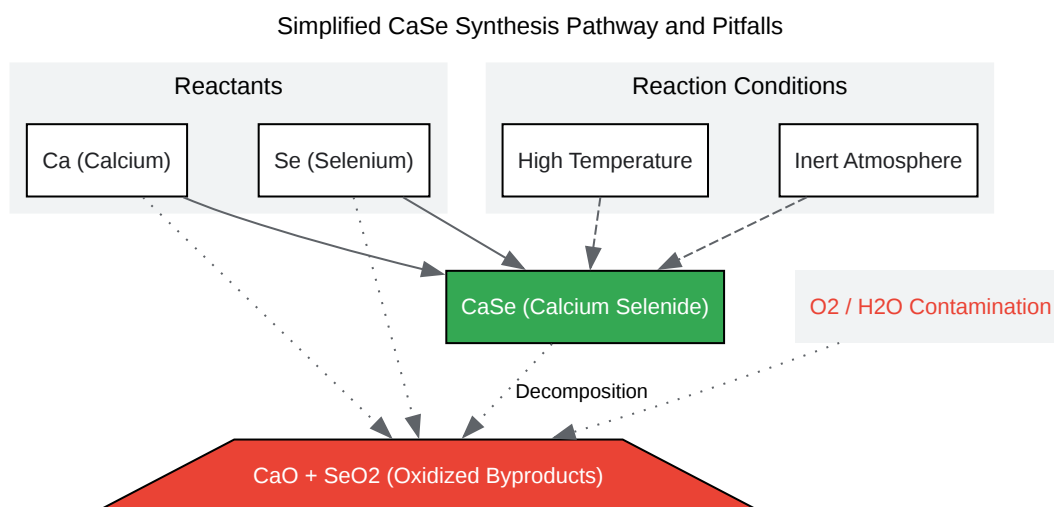 Simplified CaSe Synthesis Pathway and Pitfalls
Reactants
Reaction Conditions
Ca (Calcium)
Se (Selenium)
High Temperature
Inert Atmosphere
CaSe (Calcium Selenide)
O2 / H2O Contamination
Decomposition
CaO + SeO2 (Oxidized Byproducts)